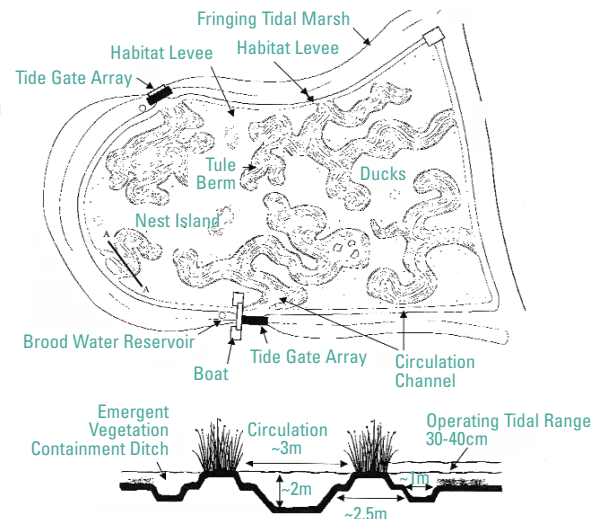 Fringing Tidal Marsh
Habitat Levee
Habitat Levee
Tide Gate Array
Tule
Berm
Ducks
Nest Island
A
A
Brood Water Reservoir
Boat
Tide Gate Array
Circulation
Channel
Emergent
Vegetation
Containment Ditch
Circulation
~3m
Operating Tidal Range
30-40cm
~2m
~1m
~2.5m